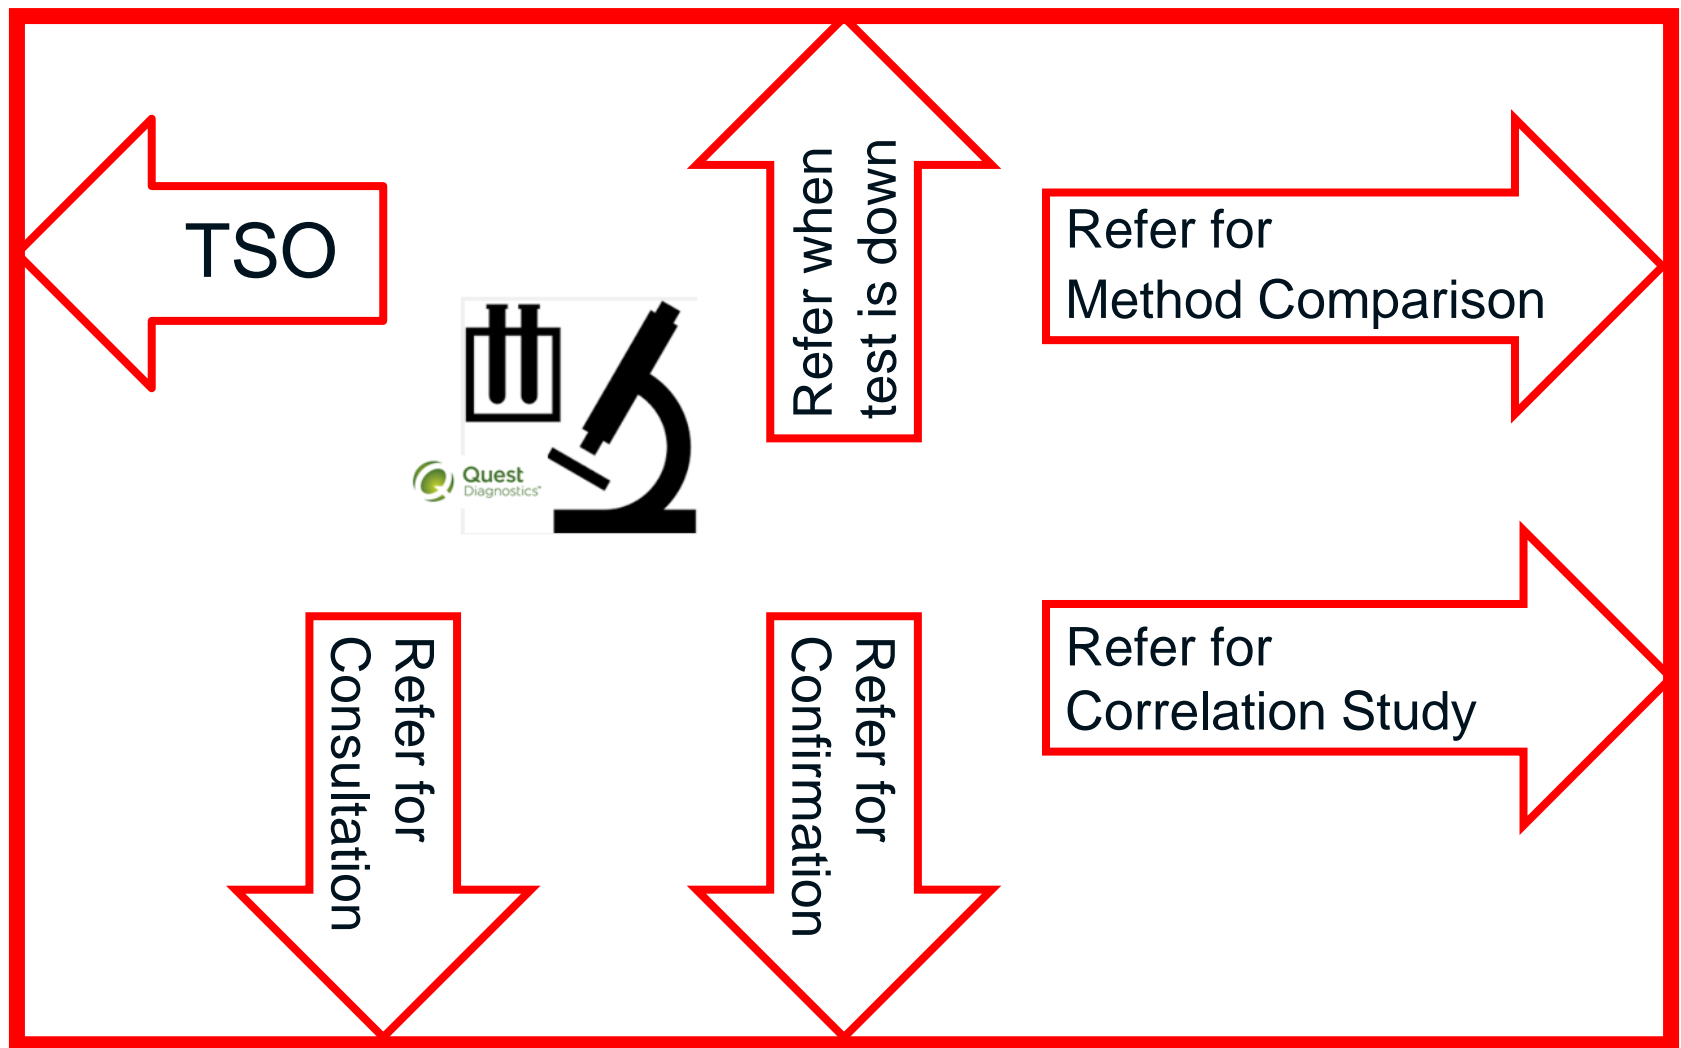 TSO
Refer when
test is down
Refer for
Method Comparison
Quest
Diagnostics
Refer for
Consultation
Refer for
Confirmation
Refer for
Correlation Study